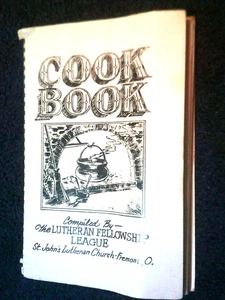 COOK
BOOK
Compiled By—
The LUTHERAN FELLOWSHIP
LEAGUE
St. John's Lutheran Church-Fremont, O.